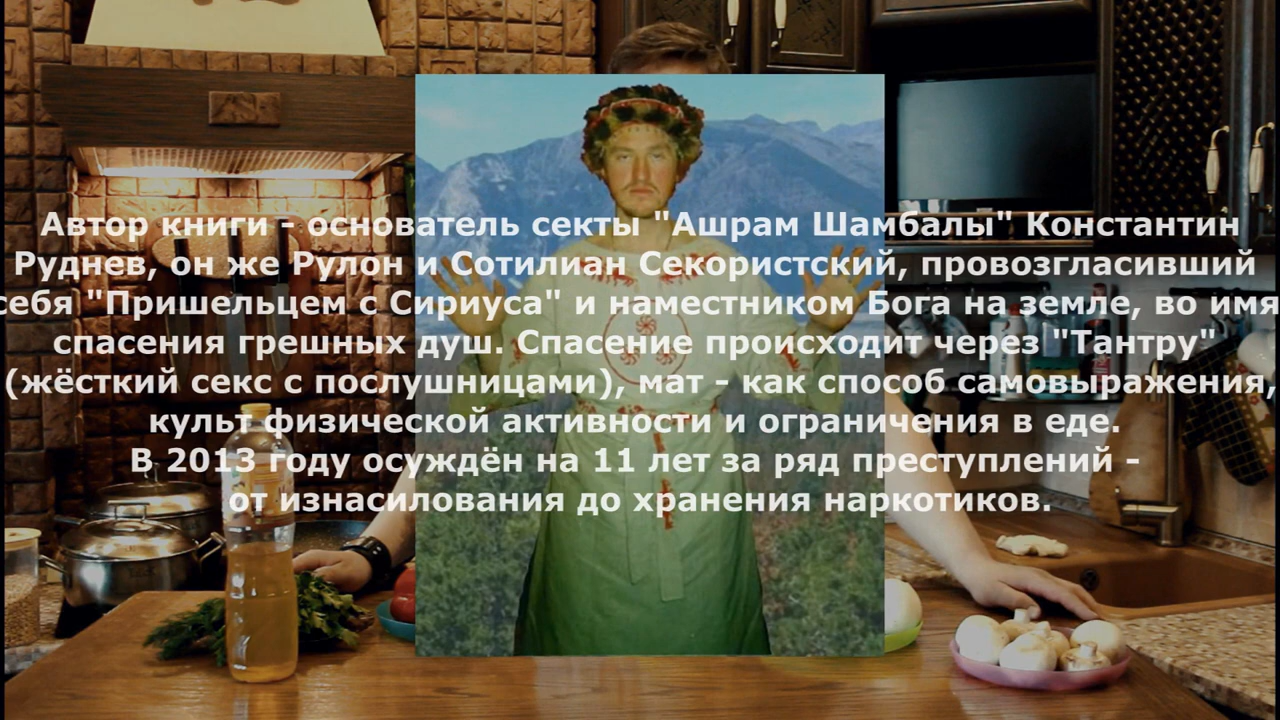 Автор книги - основатель секты "Ашрам Шамбалы" Константин
Руднев, он же Рулон и Сотилиан Секористский, провозгласивший
себя "Пришельцем с Сириуса" и наместником Бога на земле, во имя
спасения грешных душ. Спасение происходит через "Тантру"
(жёсткий секс с послушницами), мат - как способ самовыражения,
культ физической активности и ограничения в еде.
В 2013 году осуждён на 11 лет за ряд преступлений -
от изнасилования до хранения наркотиков.